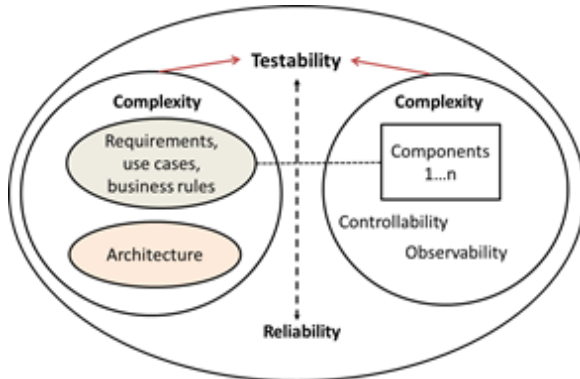 Testability
Complexity
Requirements,
use cases,
business rules
Architecture
Complexity
Components
1...n
Controllability
Observability
Reliability